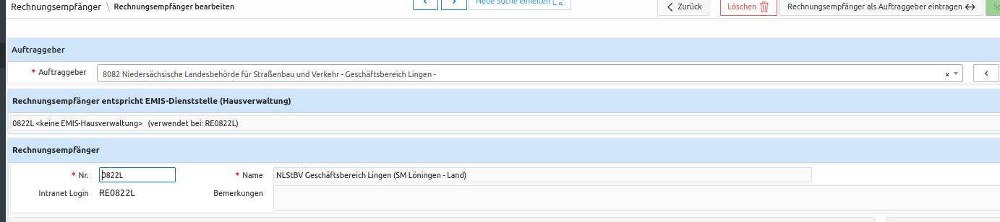 Rechnungsempfänger \ Rechnungsempfänger bearbeiten
Neue Suche einleiten
Zurück
Löschen
Rechnungsempfänger als Auftraggeber eintragen
Auftraggeber
* Auftraggeber 8082 Niedersächsische Landesbehörde für Straßenbau und Verkehr - Geschäftsbereich Lingen -
Rechnungsempfänger entspricht EMIS-Dienststelle (Hausverwaltung)
0822L <keine EMIS-Hausverwaltung> (verwendet bei: RE0822L)
Rechnungsempfänger
* Nr. 0822L * Name NLStBV Geschäftsbereich Lingen (SM Löningen - Land)
Intranet Login RE0822L Bemerkungen